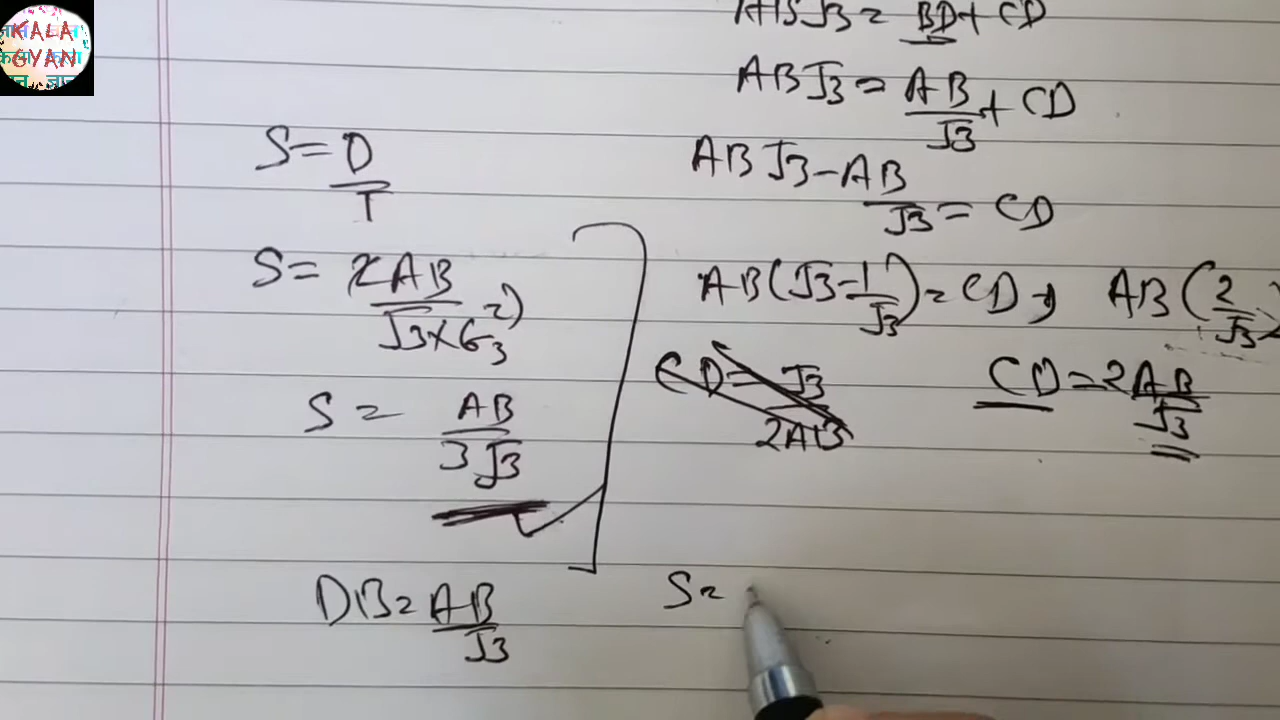 KALA
GYAN
AB√3 = BD + CD
AB√3 = AB/√3 + CD
AB√3 - AB/√3 = CD
AB(√3 - 1/√3) = CD → AB(2/√3)
CD = √3/2AB
CD = 2AB/√3
S = D/T
S = 2AB/√3×6 3 =)
S = AB/3√3
DB = AB/√3
S =